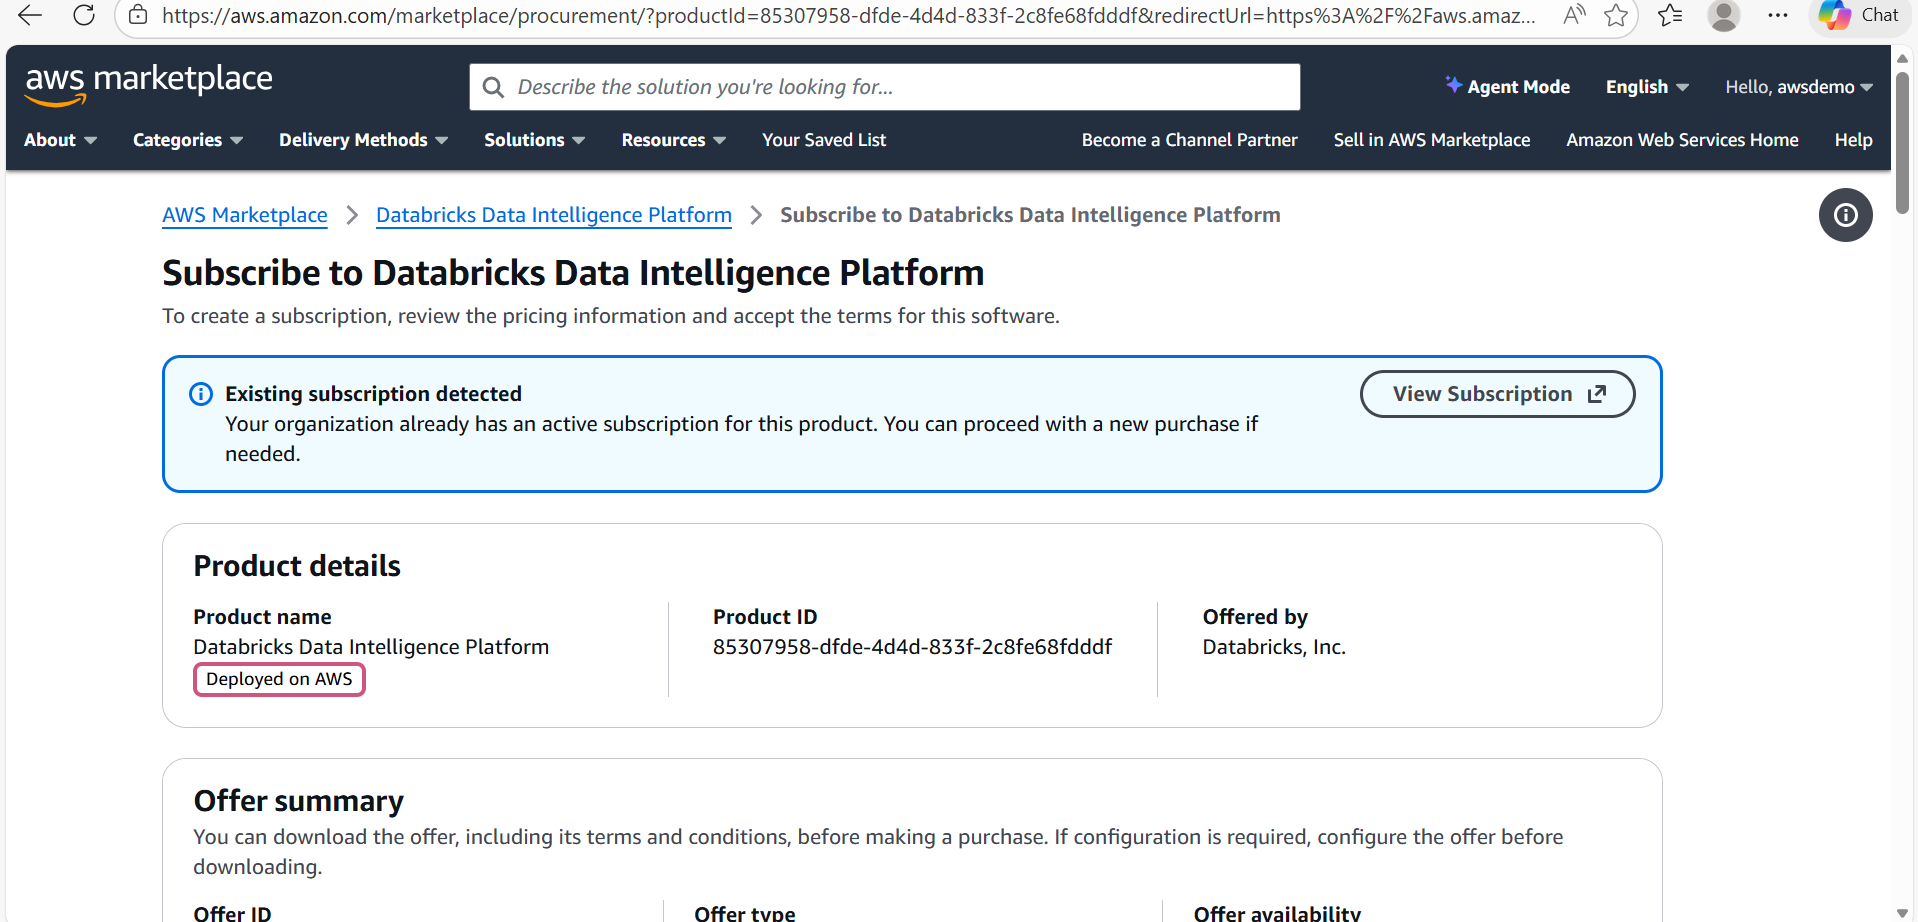 https://aws.amazon.com/marketplace/procurement/?productId=85307958-dfde-4d4d-833f-2c8fe68fdddf&redirectUrl=https%3A%2F%2Faws.amaz...
Chat
aws marketplace
Describe the solution you're looking for...
Agent Mode
English
Hello, awsdemo
About
Categories
Delivery Methods
Solutions
Resources
Your Saved List
Become a Channel Partner
Sell in AWS Marketplace
Amazon Web Services Home
Help
AWS Marketplace > Databricks Data Intelligence Platform > Subscribe to Databricks Data Intelligence Platform
Subscribe to Databricks Data Intelligence Platform
To create a subscription, review the pricing information and accept the terms for this software.
Existing subscription detected
Your organization already has an active subscription for this product. You can proceed with a new purchase if
needed.
View Subscription
Product details
Product name
Databricks Data Intelligence Platform
Deployed on AWS
Product ID
85307958-dfde-4d4d-833f-2c8fe68fdddf
Offered by
Databricks, Inc.
Offer summary
You can download the offer, including its terms and conditions, before making a purchase. If configuration is required, configure the offer before
downloading.
Offer ID
Offer type
Offer availability